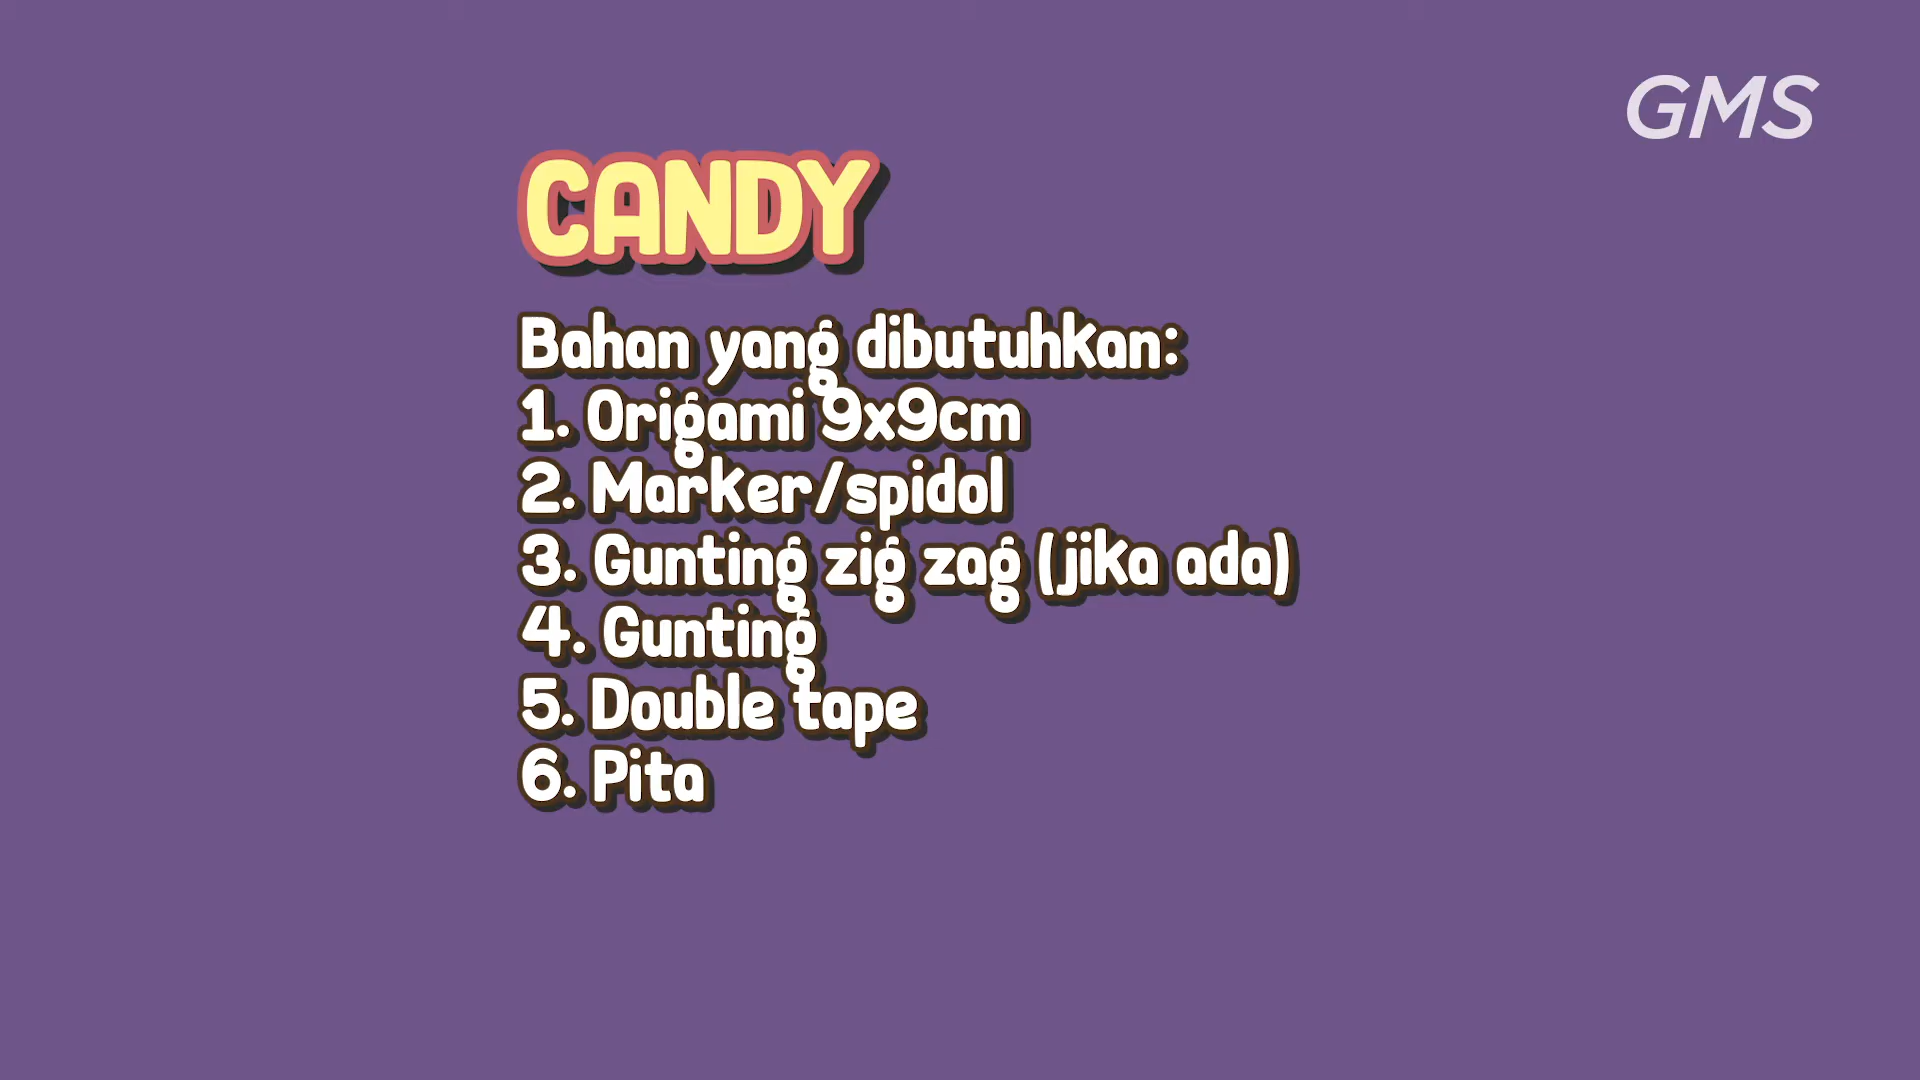 GMS
CANDY
Bahan yang dibutuhkan:
1. Origami 9x9cm
2. Marker/spidol
3. Gunting zig zag (jika ada)
4. Gunting
5. Double tape
6. Pita